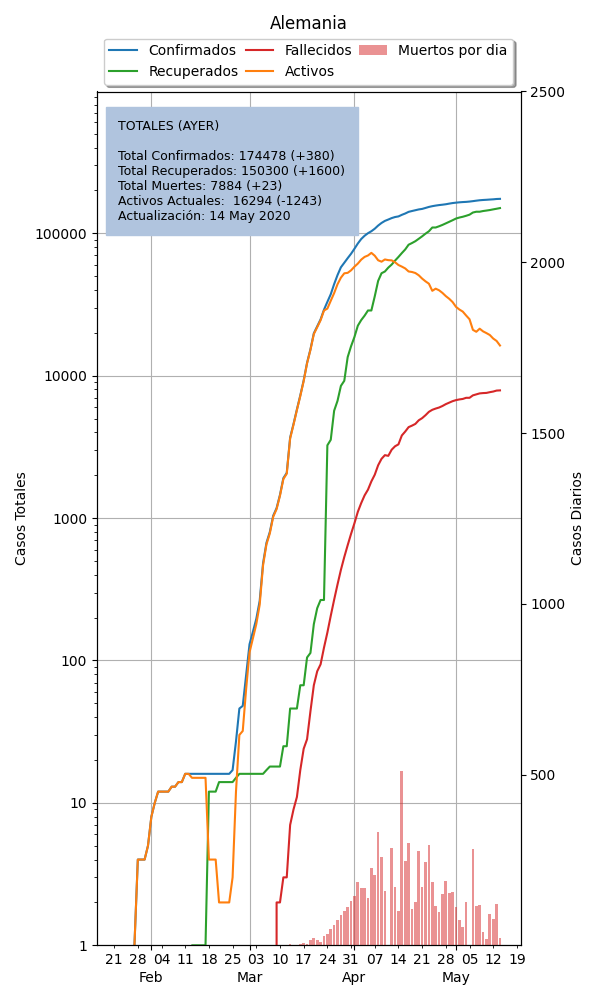 Alemania
Confirmados
Recuperados
Fallecidos
Activos
Muertos por dia
TOTALES (AYER)
Total Confirmados: 174478 (+380)
Total Recuperados: 150300 (+1600)
Total Muertes: 7884 (+23)
Activos Actuales:  16294 (-1243)
Actualización: 14 May 2020
100000
10000
1000
100
10
1
Casos Totales
2500
2000
1500
1000
500
Casos Diarios
21 28 04 11 18 25 03 10 17 24 31 07 14 21 28 05 12 19
Feb Mar Apr May